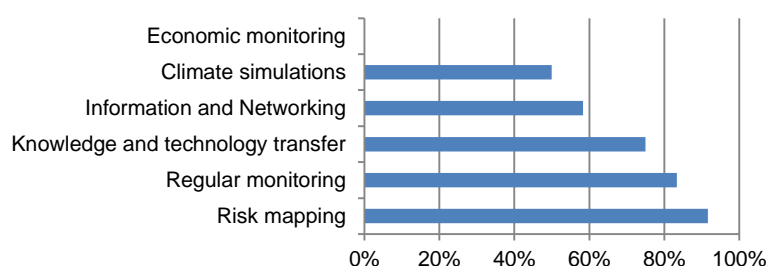 Economic monitoring
Climate simulations
Information and Networking
Knowledge and technology transfer
Regular monitoring
Risk mapping
0% 20% 40% 60% 80% 100%